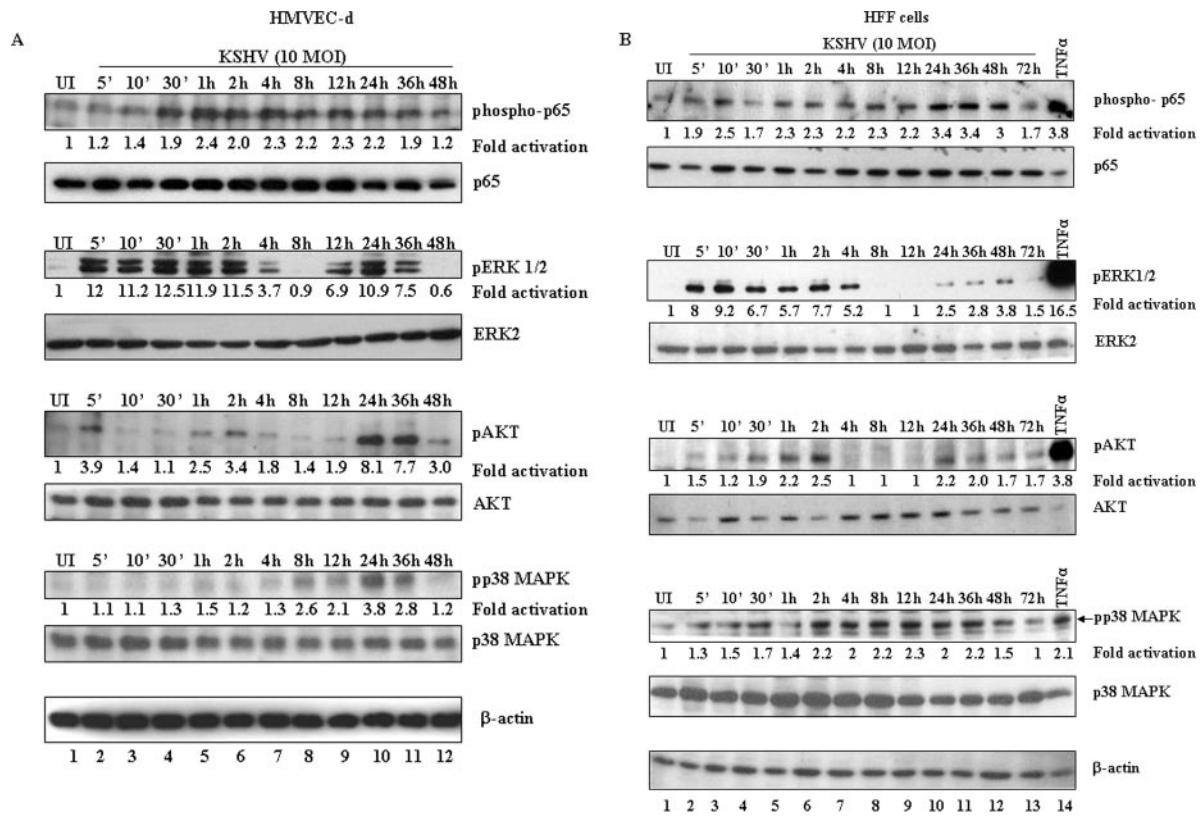 HMVEC-d
A
KSHV (10 MOI)
UI 5' 10' 30' 1h 2h 4h 8h 12h 24h 36h 48h
phospho-p65
1 1.2 1.4 1.9 2.4 2.0 2.3 2.2 2.3 2.2 1.9 1.2 Fold activation
p65
UI 5' 10' 30' 1h 2h 4h 8h 12h 24h 36h 48h
pERK 1/2
1 12 11.2 12.5 11.9 11.5 3.7 0.9 6.9 10.9 7.5 0.6 Fold activation
ERK2
UI 5' 10' 30' 1h 2h 4h 8h 12h 24h 36h 48h
pAKT
1 3.9 1.4 1.1 2.5 3.4 1.8 1.4 1.9 8.1 7.7 3.0 Fold activation
AKT
UI 5' 10' 30' 1h 2h 4h 8h 12h 24h 36h 48h
pp38 MAPK
1 1.1 1.1 1.3 1.5 1.2 1.3 2.6 2.1 3.8 2.8 1.2 Fold activation
p38 MAPK
β-actin
1 2 3 4 5 6 7 8 9 10 11 12
HFF cells
B
KSHV (10 MOI)
UI 5' 10' 30' 1h 2h 4h 8h 12h 24h 36h 48h 72h TNFα
phospho- p65
1 1.9 2.5 1.7 2.3 2.3 2.2 2.3 2.2 3.4 3.4 3 1.7 3.8 Fold activation
p65
UI 5' 10' 30' 1h 2h 4h 8h 12h 24h 36h 48h 72h TNFα
pERK1/2
1 8 9.2 6.7 5.7 7.7 5.2 1 1 2.5 2.8 3.8 1.5 16.5 Fold activation
ERK2
UI 5' 10' 30' 1h 2h 4h 8h 12h 24h 36h 48h 72h TNFα
pAKT
1 1.5 1.2 1.9 2.2 2.5 1 1 1 2.2 2.0 1.7 1.7 3.8 Fold activation
AKT
UI 5' 10' 30' 1h 2h 4h 8h 12h 24h 36h 48h 72h TNFα
pp38 MAPK
1 1.3 1.5 1.7 1.4 2.2 2 2.2 2.3 2 2.2 1.5 1 2.1 Fold activation
p38 MAPK
β-actin
1 2 3 4 5 6 7 8 9 10 11 12 13 14